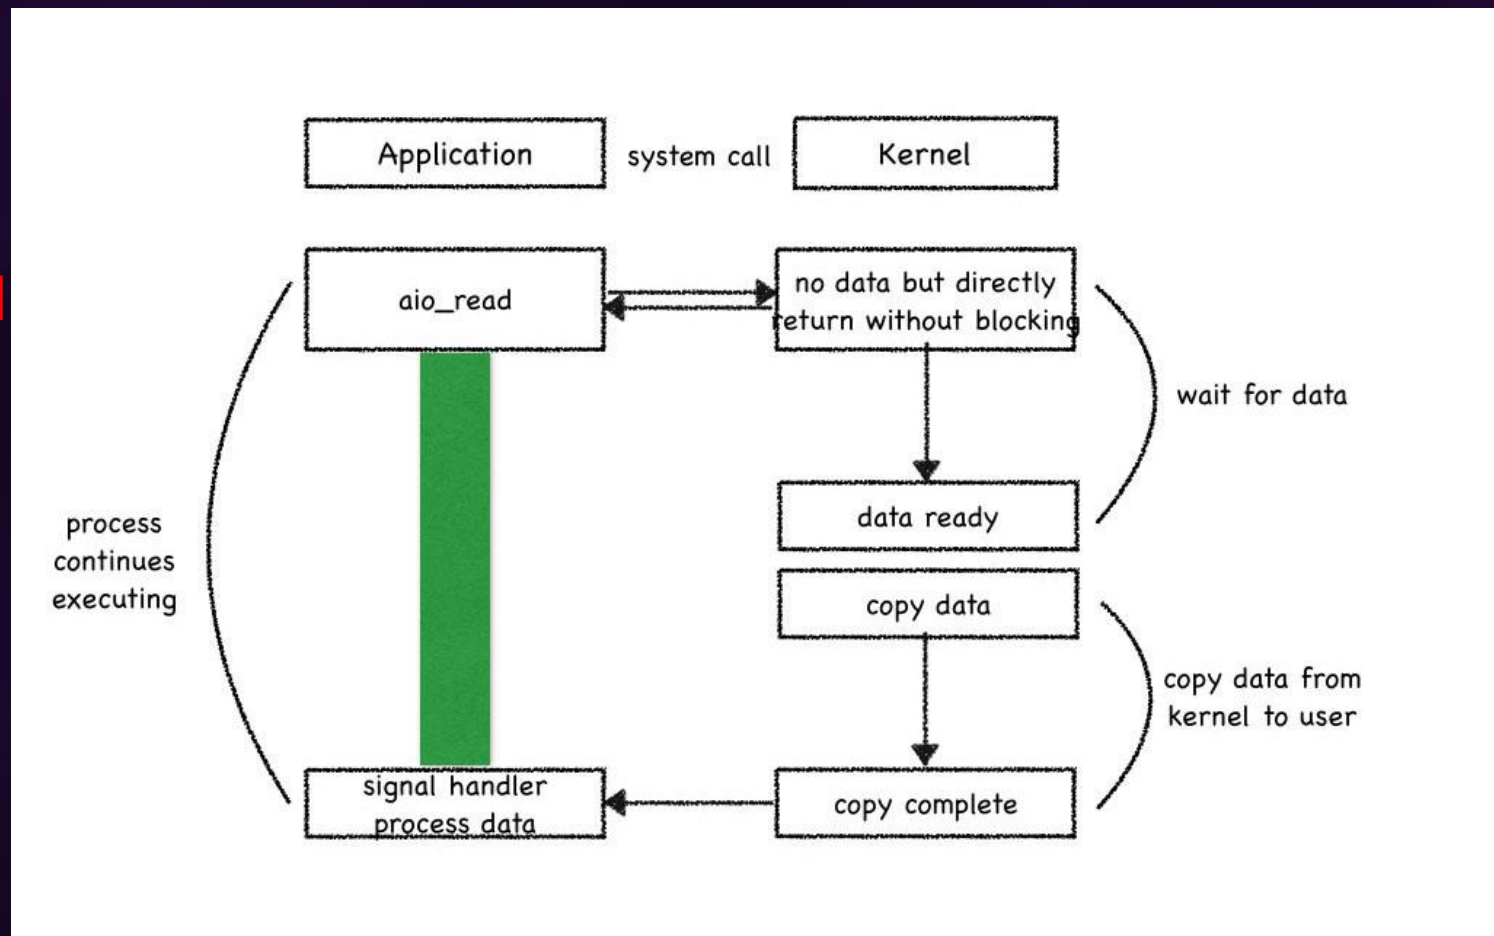 Application
system call
Kernel
aio_read
no data but directly
return without blocking
wait for data
data ready
process
continues
executing
copy data
copy data from
kernel to user
signal handler
process data
copy complete